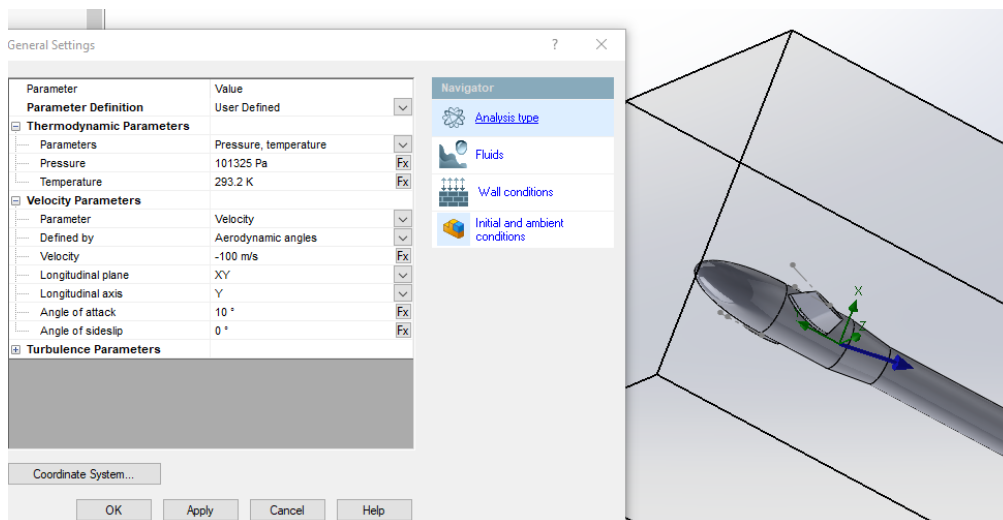 General Settings
?
Parameter Value
Parameter Definition User Defined
Thermodynamic Parameters
Parameters Pressure, temperature
Pressure 101325 Pa Fx
Temperature 293.2 K Fx
Velocity Parameters
Parameter Velocity
Defined by Aerodynamic angles
Velocity -100 m/s Fx
Longitudinal plane XY
Longitudinal axis Y
Angle of attack 10 ° Fx
Angle of sideslip 0 ° Fx
Turbulence Parameters
Coordinate System...
OK Apply Cancel Help
Navigator
Analysis type
Fluids
Wall conditions
Initial and ambient
conditions
X
Z